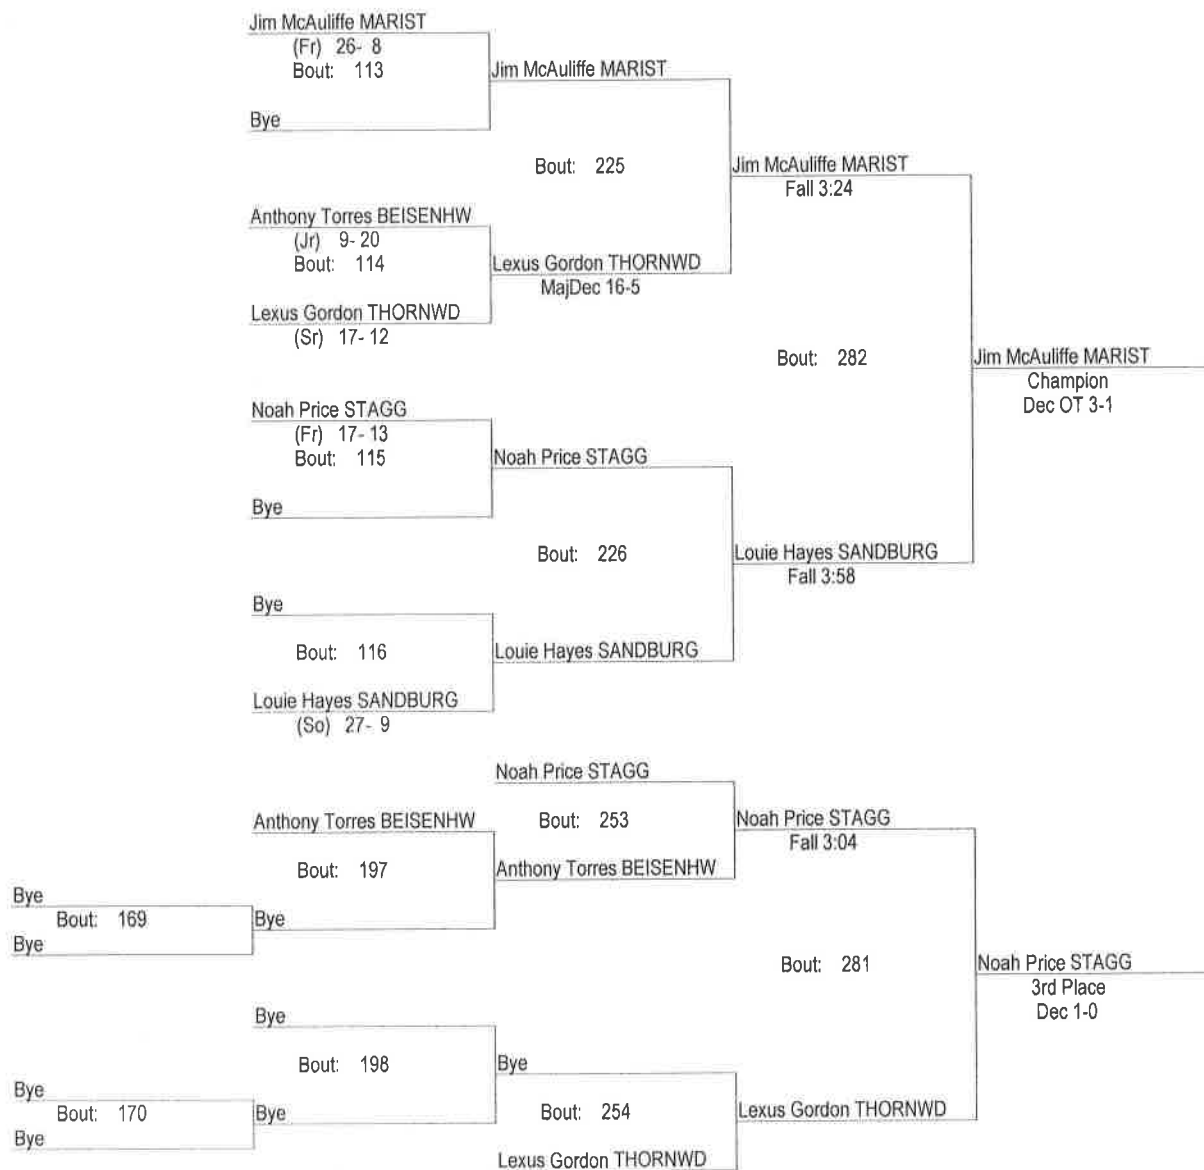 Jim McAuliffe MARIST
(Fr) 26- 8
Bout: 113
Jim McAuliffe MARIST
Bye
Bout: 225
Jim McAuliffe MARIST
Fall 3:24
Anthony Torres BEISENHW
(Jr) 9- 20
Bout: 114
Lexus Gordon THORNWD
MajDec 16-5
Lexus Gordon THORNWD
(Sr) 17- 12
Bout: 282
Jim McAuliffe MARIST
Champion
Dec OT 3-1
Noah Price STAGG
(Fr) 17- 13
Bout: 115
Noah Price STAGG
Bye
Bout: 226
Louie Hayes SANDBURG
Fall 3:58
Bye
Bout: 116
Louie Hayes SANDBURG
Louie Hayes SANDBURG
(So) 27- 9
Noah Price STAGG
Anthony Torres BEISENHW
Bout: 253
Noah Price STAGG
Fall 3:04
Bout: 197
Anthony Torres BEISENHW
Bye
Bout: 169
Bye
Bye
Bout: 281
Noah Price STAGG
3rd Place
Dec 1-0
Bye
Bout: 198
Bye
Bye
Bout: 170
Bye
Bye
Bout: 254
Lexus Gordon THORNWD
Lexus Gordon THORNWD